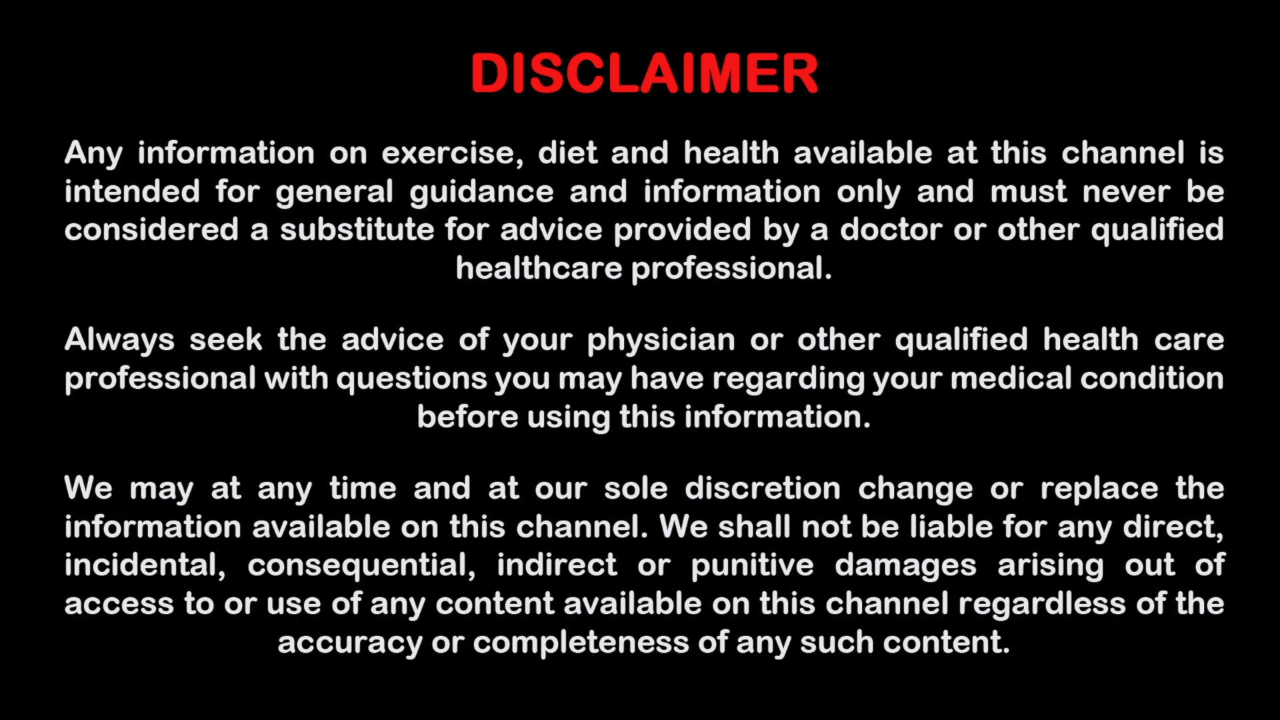 DISCLAIMER
Any information on exercise, diet and health available at this channel is
intended for general guidance and information only and must never be
considered a substitute for advice provided by a doctor or other qualified
healthcare professional.
Always seek the advice of your physician or other qualified health care
professional with questions you may have regarding your medical condition
before using this information.
We may at any time and at our sole discretion change or replace the
information available on this channel. We shall not be liable for any direct,
incidental, consequential, indirect or punitive damages arising out of
access to or use of any content available on this channel regardless of the
accuracy or completeness of any such content.